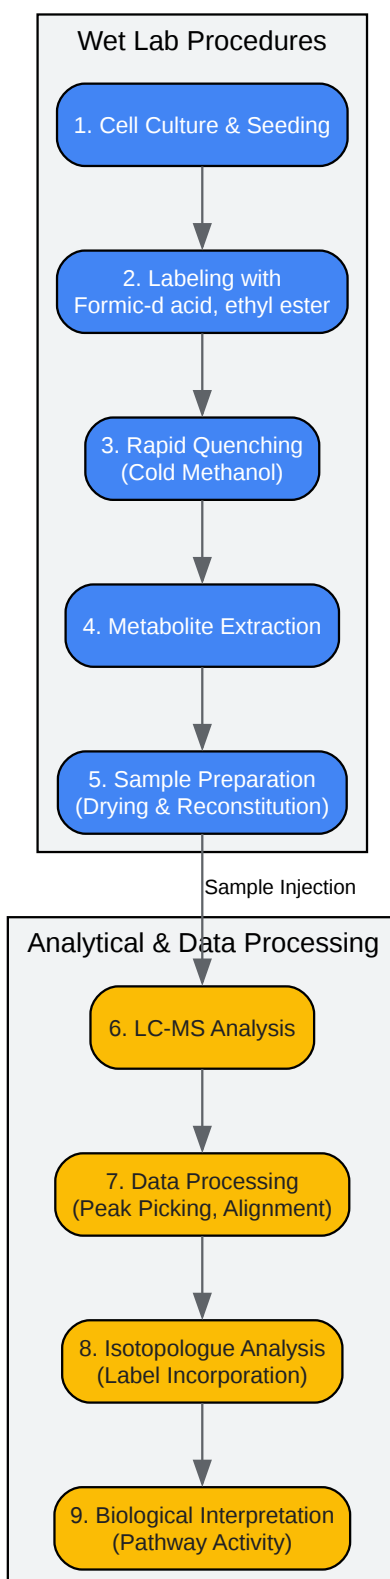 Wet Lab Procedures
1. Cell Culture & Seeding
2. Labeling with
Formic-d acid, ethyl ester
3. Rapid Quenching
(Cold Methanol)
4. Metabolite Extraction
5. Sample Preparation
(Drying & Reconstitution)
Sample Injection
Analytical & Data Processing
6. LC-MS Analysis
7. Data Processing
(Peak Picking, Alignment)
8. Isotopologue Analysis
(Label Incorporation)
9. Biological Interpretation
(Pathway Activity)